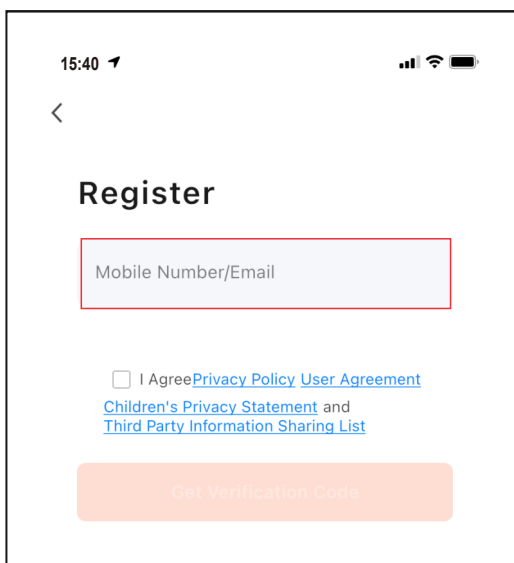 15:40
Register
Mobile Number/Email
I AgreePrivacy Policy User Agreement
Children's Privacy Statement and
Third Party Information Sharing List
Get Verification Code